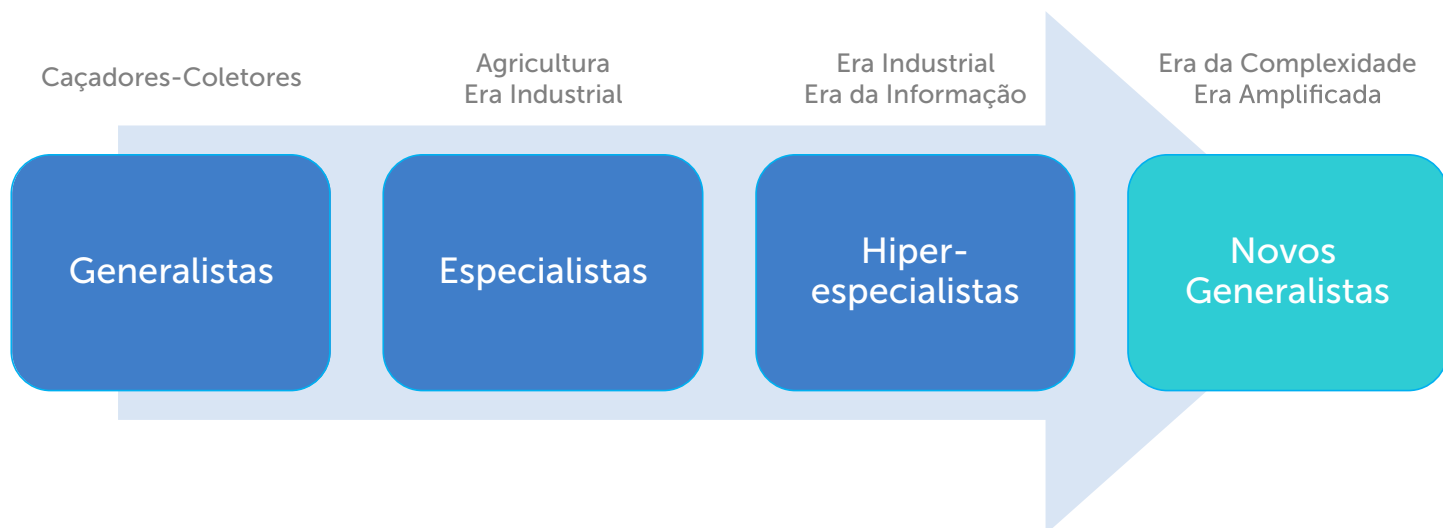 Caçadores-Coletores
Agricultura
Era Industrial
Era Industrial
Era da Informação
Era da Complexidade
Era Amplificada
Generalistas
Especialistas
Hiper-
especialistas
Novos
Generalistas